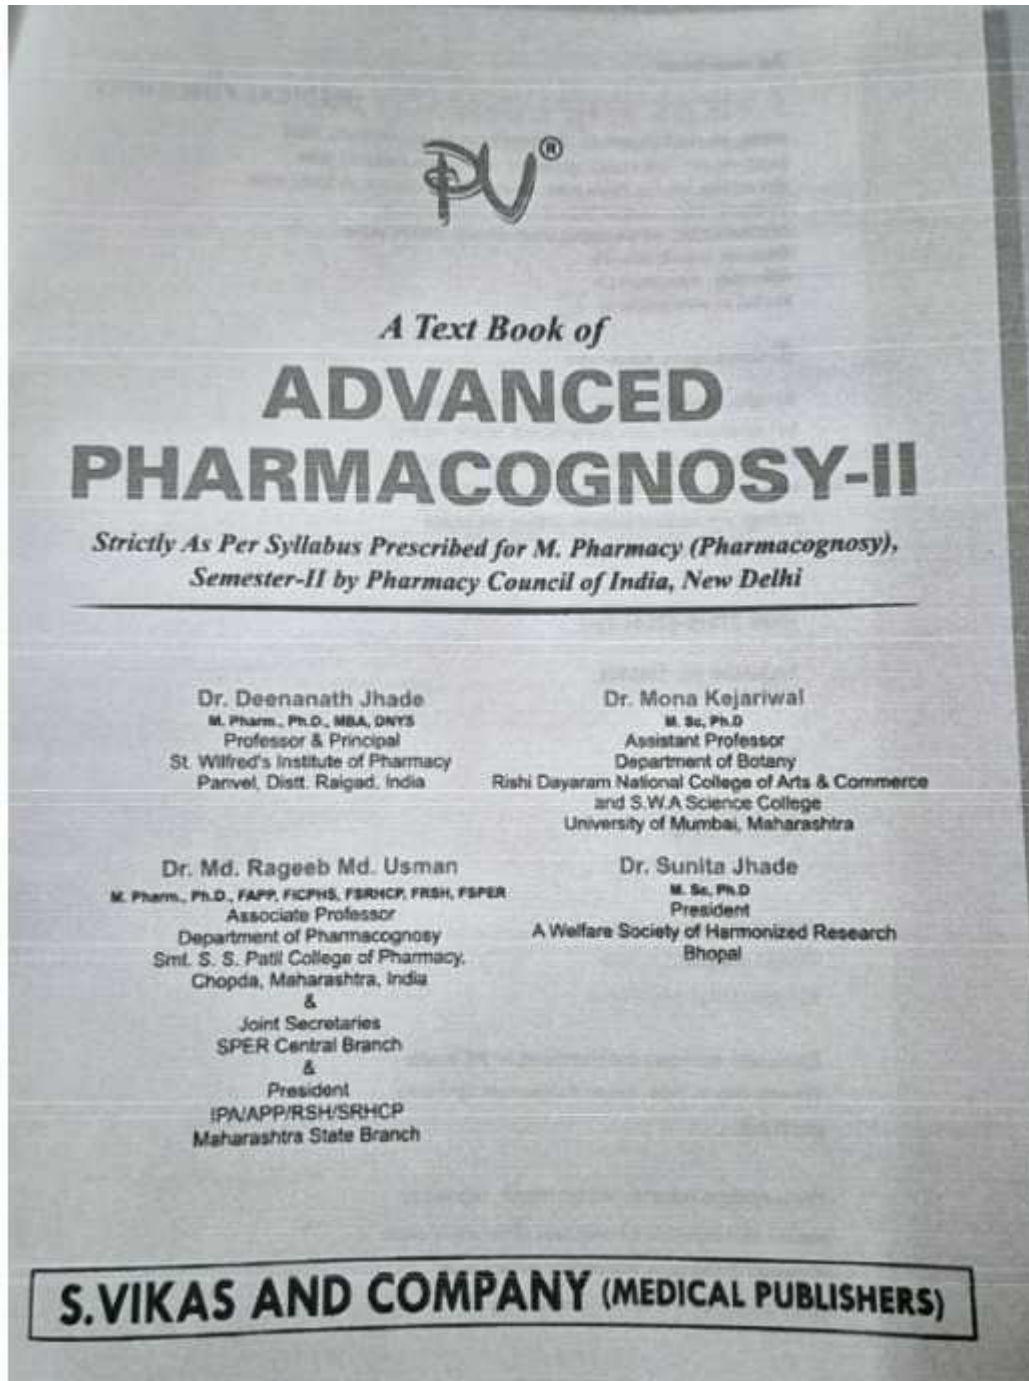 PV®
A Text Book of
ADVANCED
PHARMACOGNOSY-II
Strictly As Per Syllabus Prescribed for M. Pharmacy (Pharmacognosy),
Semester-II by Pharmacy Council of India, New Delhi
Dr. Deenanath Jhade
M. Pharm., Ph.D., MBA, DNYS
Professor & Principal
St. Wilfred's Institute of Pharmacy
Panvel, Distt. Raigad, India
Dr. Mona Kejariwal
M. Sc, Ph.D
Assistant Professor
Department of Botany
Rishi Dayaram National College of Arts & Commerce
and S.W.A Science College
University of Mumbai, Maharashtra
Dr. Md. Rageeb Md. Usman
M. Pharm., Ph.D., FAPP, FICPHS, FSRHCP, FRSH, FSPER
Associate Professor
Department of Pharmacognosy
Smt. S. S. Patil College of Pharmacy,
Chopda, Maharashtra, India
&
Joint Secretaries
SPER Central Branch
&
President
IPA/APP/RSH/SRHCP
Maharashtra State Branch
Dr. Sunita Jhade
M. Sc, Ph.D
President
A Welfare Society of Harmonized Research
Bhopal
S.VIKAS AND COMPANY (MEDICAL PUBLISHERS)